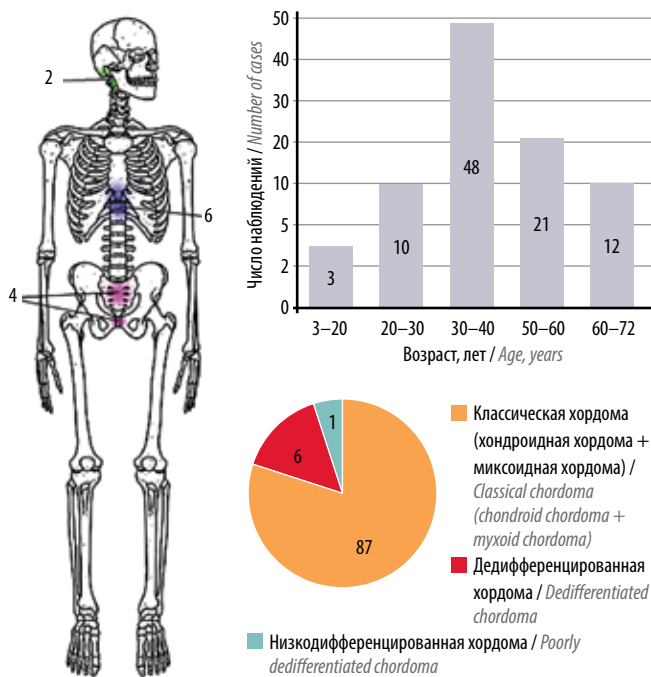 2
6
4
Число наблюдений / Number of cases
50
50
30
20
10
5
2
0
3
10
48
21
12
3–20
20–30
30–40
50–60
60–72
Возраст, лет / Age, years
1
6
87
Классическая хордома
(хондроидная хордома +
миксоидная хордома) /
Classical chordoma
(chondroid chordoma +
myxoid chordoma)
Дедифференцированная
хордома / Dedifferentiated
chordoma
Низкодифференцированная хордома / Poorly
dedifferentiated chordoma